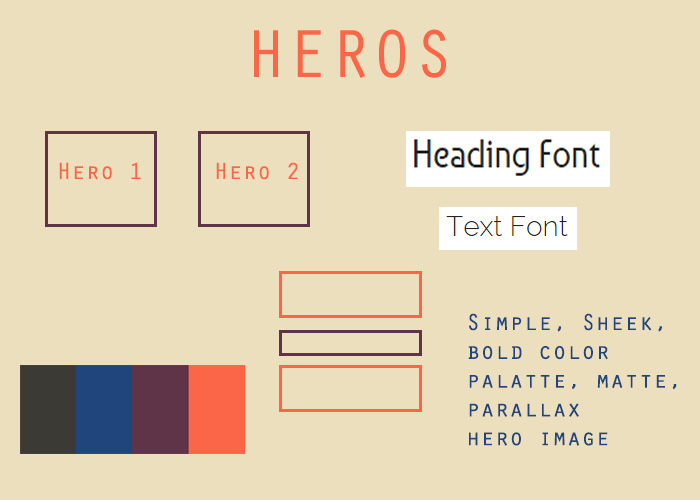 HEROS
Hero 1
Hero 2
Heading Font
Text Font
Simple, Sheek,
bold color
palatte, matte,
parallax
hero image